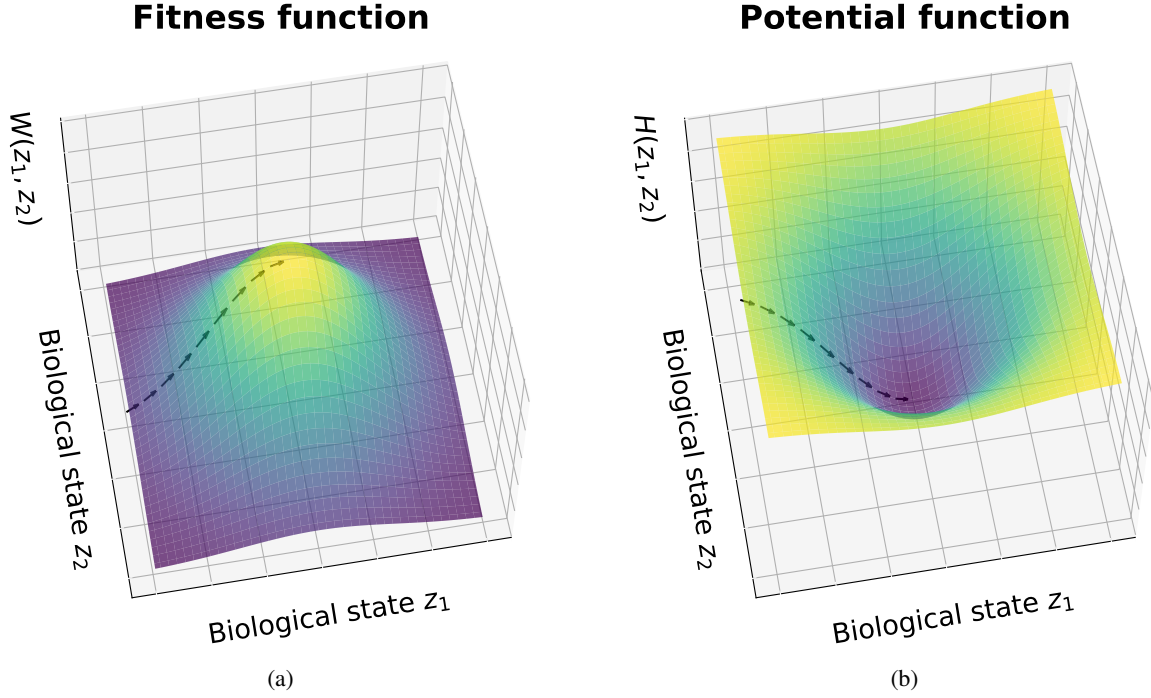 Fitness function
W(z₁, z₂)
Biological state z₂
Biological state z₁
(a)
Potential function
H(z₁, z₂)
Biological state z₂
Biological state z₁
(b)